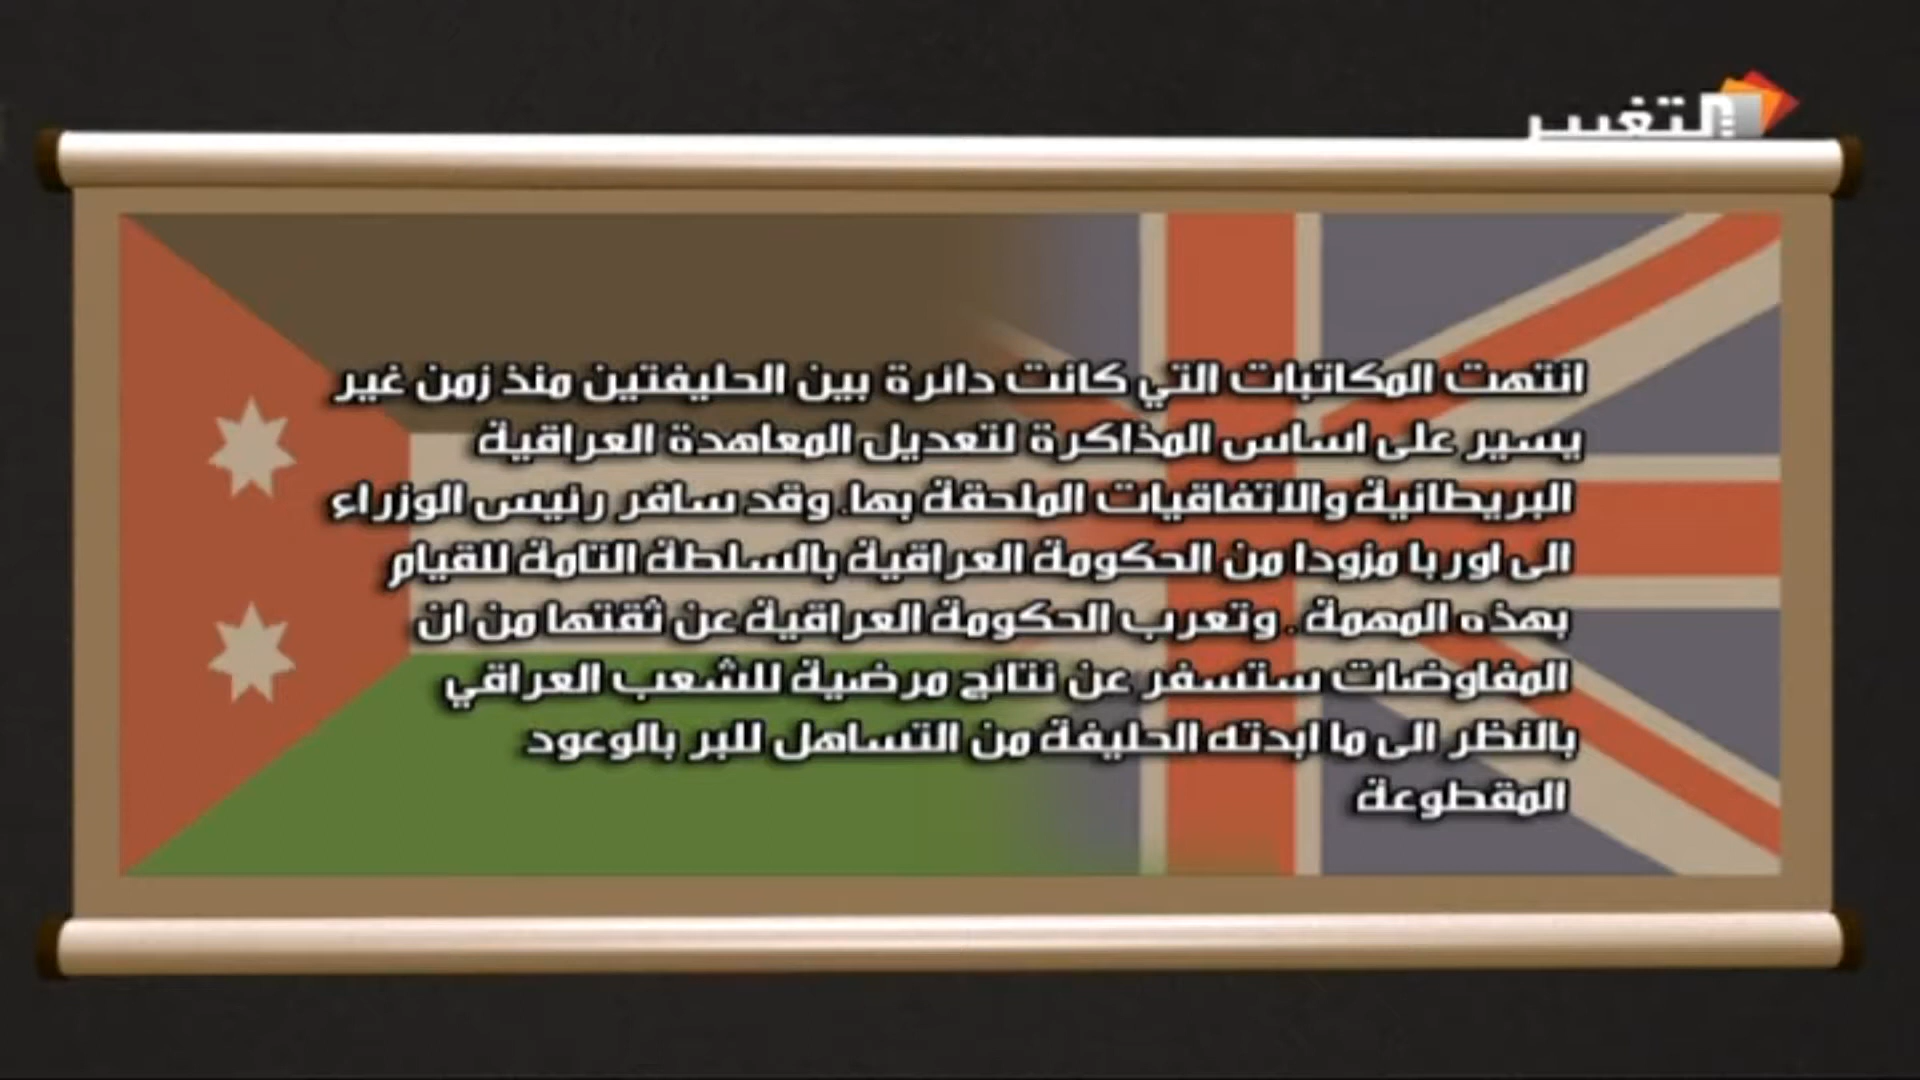 التغيير
انتهت المكاتبات التي كانت دائرة بين الحليفتين منذ زمن غير
يسير على اساس المذاكرة لتعديل المعاهدة العراقية
البريطانية والاتفاقيات الملحقة بها. وقد سافر رئيس الوزراء
الى اوربا مزودا من الحكومة العراقية بالسلطة التامة للقيام
بهذه المهمة . وتعرب الحكومة العراقية عن ثقتها من ان
المفاوضات ستسفر عن نتائج مرضية للشعب العراقي
بالنظر الى ما ابدته الحليفة من التساهل للبر بالوعود
المقطوعة